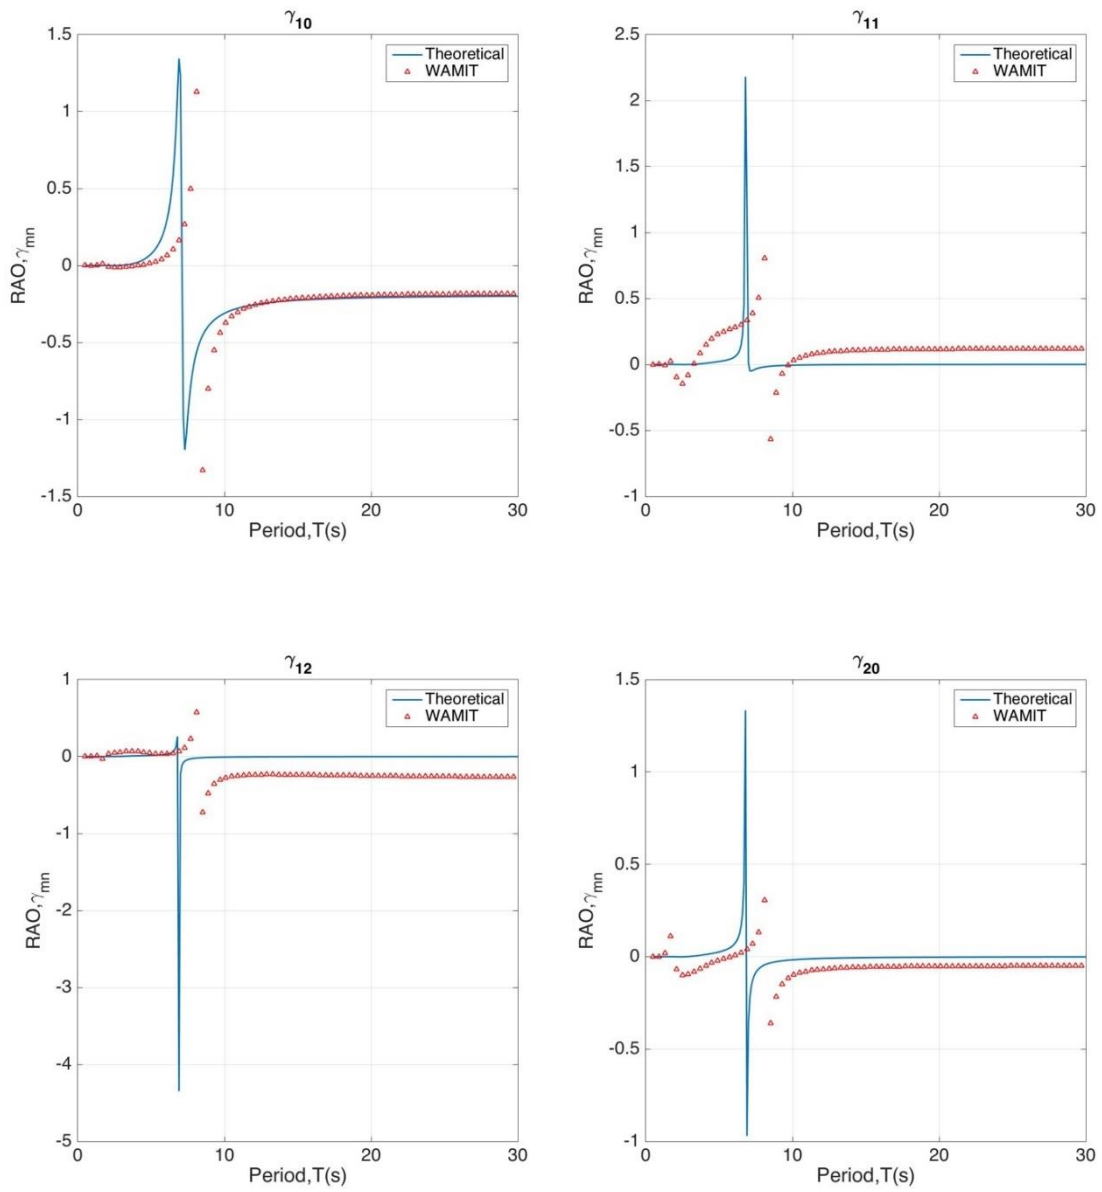 γ10
1.5
1
0.5
0
-0.5
-1
-1.5
RAO,γmn
0 10 20 30
Period,T(s)
Theoretical
WAMIT
γ11
2.5
2
1.5
1
0.5
0
-0.5
-1
RAO,γmn
0 10 20 30
Period,T(s)
Theoretical
WAMIT
γ12
1
0
-1
-2
-3
-4
-5
RAO,γmn
0 10 20 30
Period,T(s)
Theoretical
WAMIT
γ20
1.5
1
0.5
0
-0.5
-1
RAO,γmn
0 10 20 30
Period,T(s)
Theoretical
WAMIT